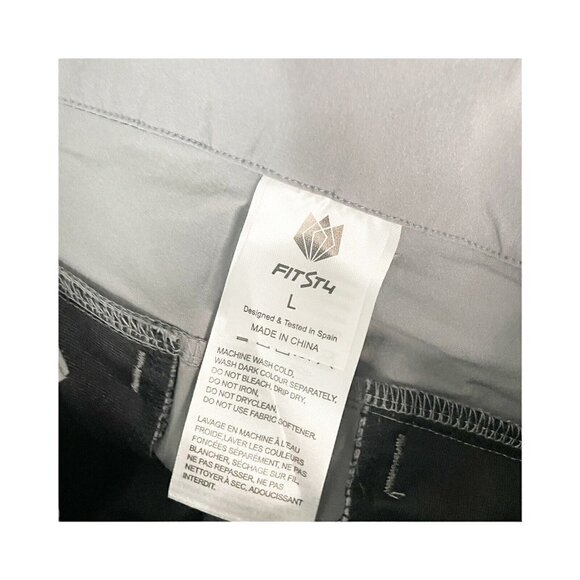 FITST4
L
Designed & Tested in Spain
MADE IN CHINA
MACHINE WASH COLD,
WASH DARK COLOUR SEPARATELY,
DO NOT BLEACH. DRIP DRY,
DO NOT IRON,
DO NOT DRYCLEAN,
DO NOT USE FABRIC SOFTENER.
LAVAGE EN MACHINE À L'EAU
FROIDE,LAVER LES COULEURS
FONCÉES SÉPARÉMENT, NE PAS
BLANCHER, SÉCHAGE SUR FIL,
NE PAS REPASSER, NE PAS
NETTOYER À SEC, ADOUCISSANT
INTERDIT.